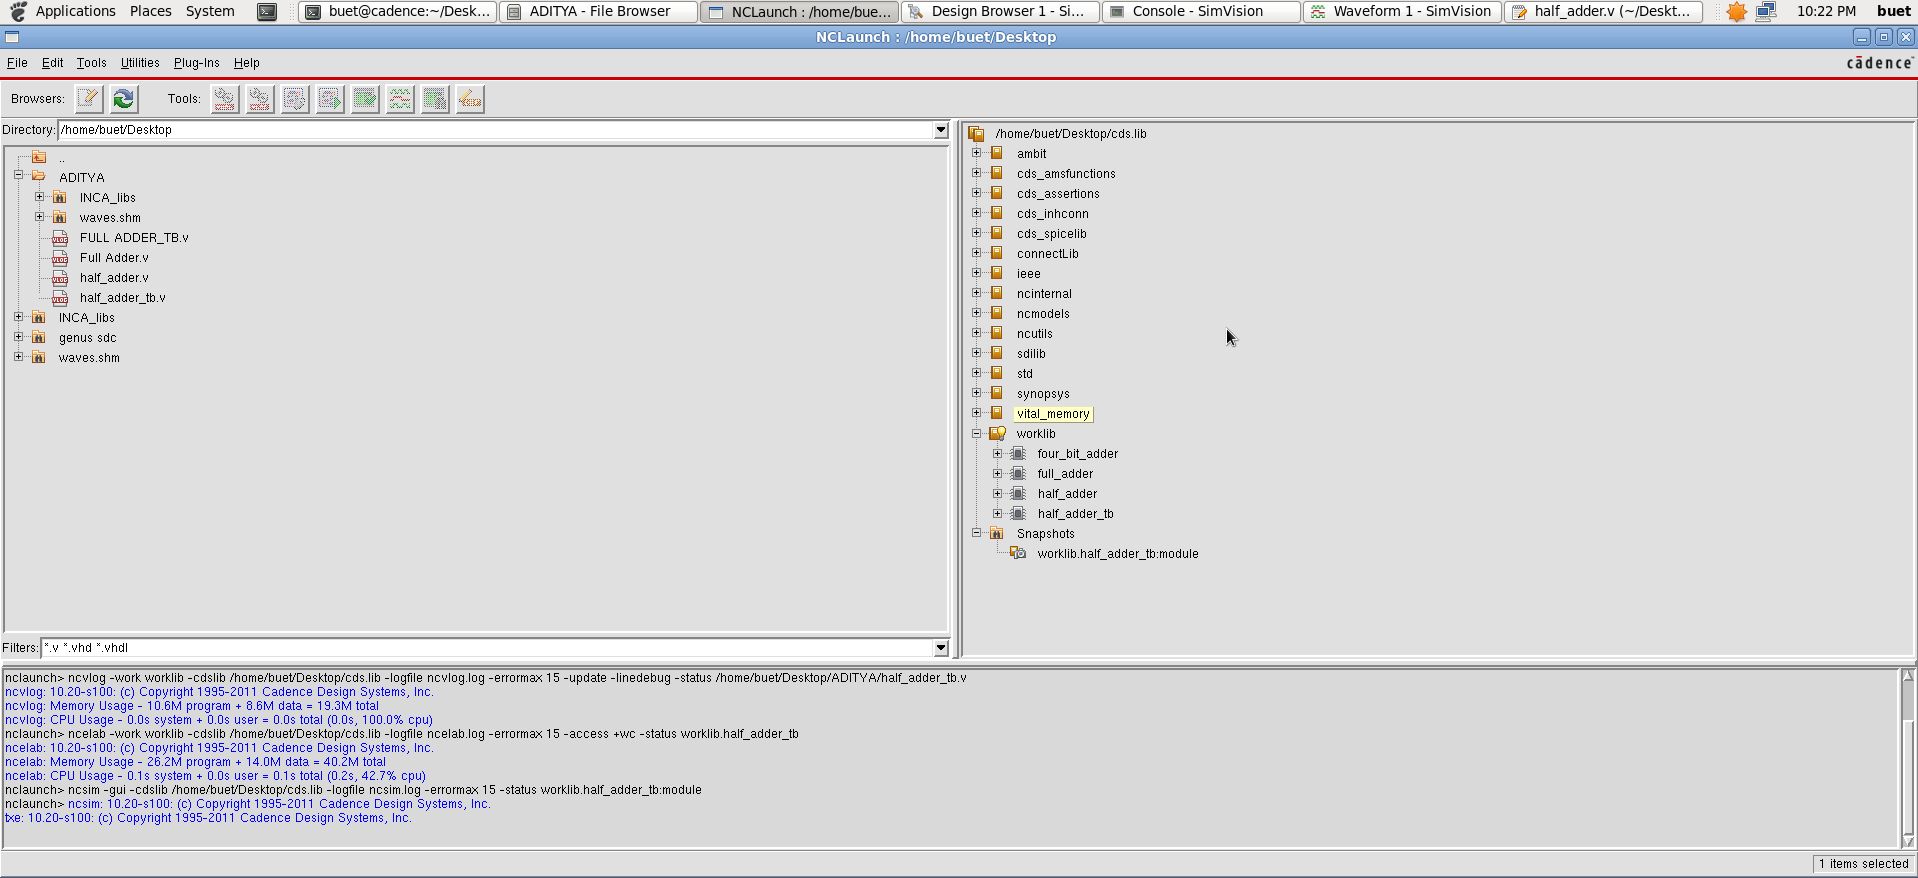 Applications Places System buet@cadence:~/Desk... ADITYA - File Browser NCLaunch : /home/bue... Design Browser 1 - Si... Console - SimVision Waveform 1 - SimVision half_adder.v (~/Deskt... 10:22 PM buet
NCLaunch : /home/buet/Desktop
File Edit Tools Utilities Plug-Ins Help cādence
Browsers: Tools:
Directory: /home/buet/Desktop
..
ADITYA
INCA_libs
waves.shm
FULL ADDER_TB.v
Full Adder.v
half_adder.v
half_adder_tb.v
INCA_libs
genus sdc
waves.shm
Filters: *.v *.vhd *.vhdl
/home/buet/Desktop/cds.lib
ambit
cds_amsfunctions
cds_assertions
cds_inhconn
cds_spicelib
connectLib
ieee
ncinternal
ncmodels
ncutils
sdilib
std
synopsys
vital_memory
worklib
four_bit_adder
full_adder
half_adder
half_adder_tb
Snapshots
worklib.half_adder_tb:module
nclaunch> ncvlog -work worklib -cdslib /home/buet/Desktop/cds.lib -logfile ncvlog.log -errormax 15 -update -linedebug -status /home/buet/Desktop/ADITYA/half_adder_tb.v
ncvlog: 10.20-s100: (c) Copyright 1995-2011 Cadence Design Systems, Inc.
ncvlog: Memory Usage - 10.6M program + 8.6M data = 19.3M total
ncvlog: CPU Usage - 0.0s system + 0.0s user = 0.0s total (0.0s, 100.0% cpu)
nclaunch> ncelab -work worklib -cdslib /home/buet/Desktop/cds.lib -logfile ncelab.log -errormax 15 -access +wc -status worklib.half_adder_tb
ncelab: 10.20-s100: (c) Copyright 1995-2011 Cadence Design Systems, Inc.
ncelab: Memory Usage - 26.2M program + 14.0M data = 40.2M total
ncelab: CPU Usage - 0.1s system + 0.0s user = 0.1s total (0.2s, 42.7% cpu)
nclaunch> ncsim -gui -cdslib /home/buet/Desktop/cds.lib -logfile ncsim.log -errormax 15 -status worklib.half_adder_tb:module
nclaunch> ncsim: 10.20-s100: (c) Copyright 1995-2011 Cadence Design Systems, Inc.
txe: 10.20-s100: (c) Copyright 1995-2011 Cadence Design Systems, Inc.
1 items selected